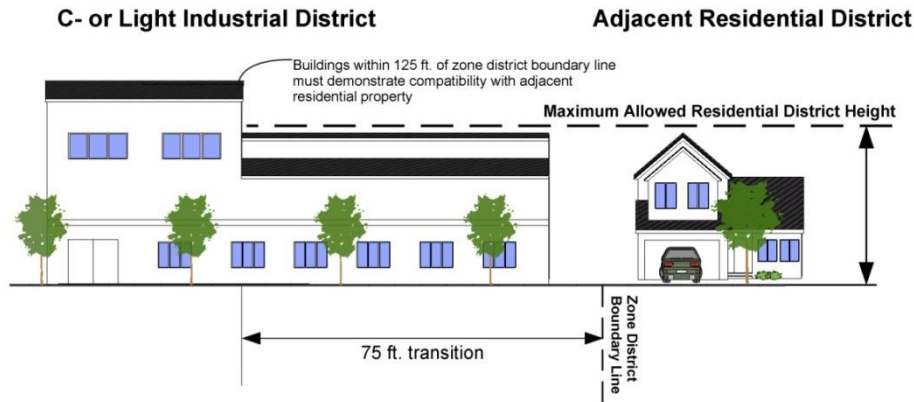 C- or Light Industrial District
Adjacent Residential District
Buildings within 125 ft. of zone district boundary line
must demonstrate compatibility with adjacent
residential property
Maximum Allowed Residential District Height
75 ft. transition
Zone District
Boundary Line